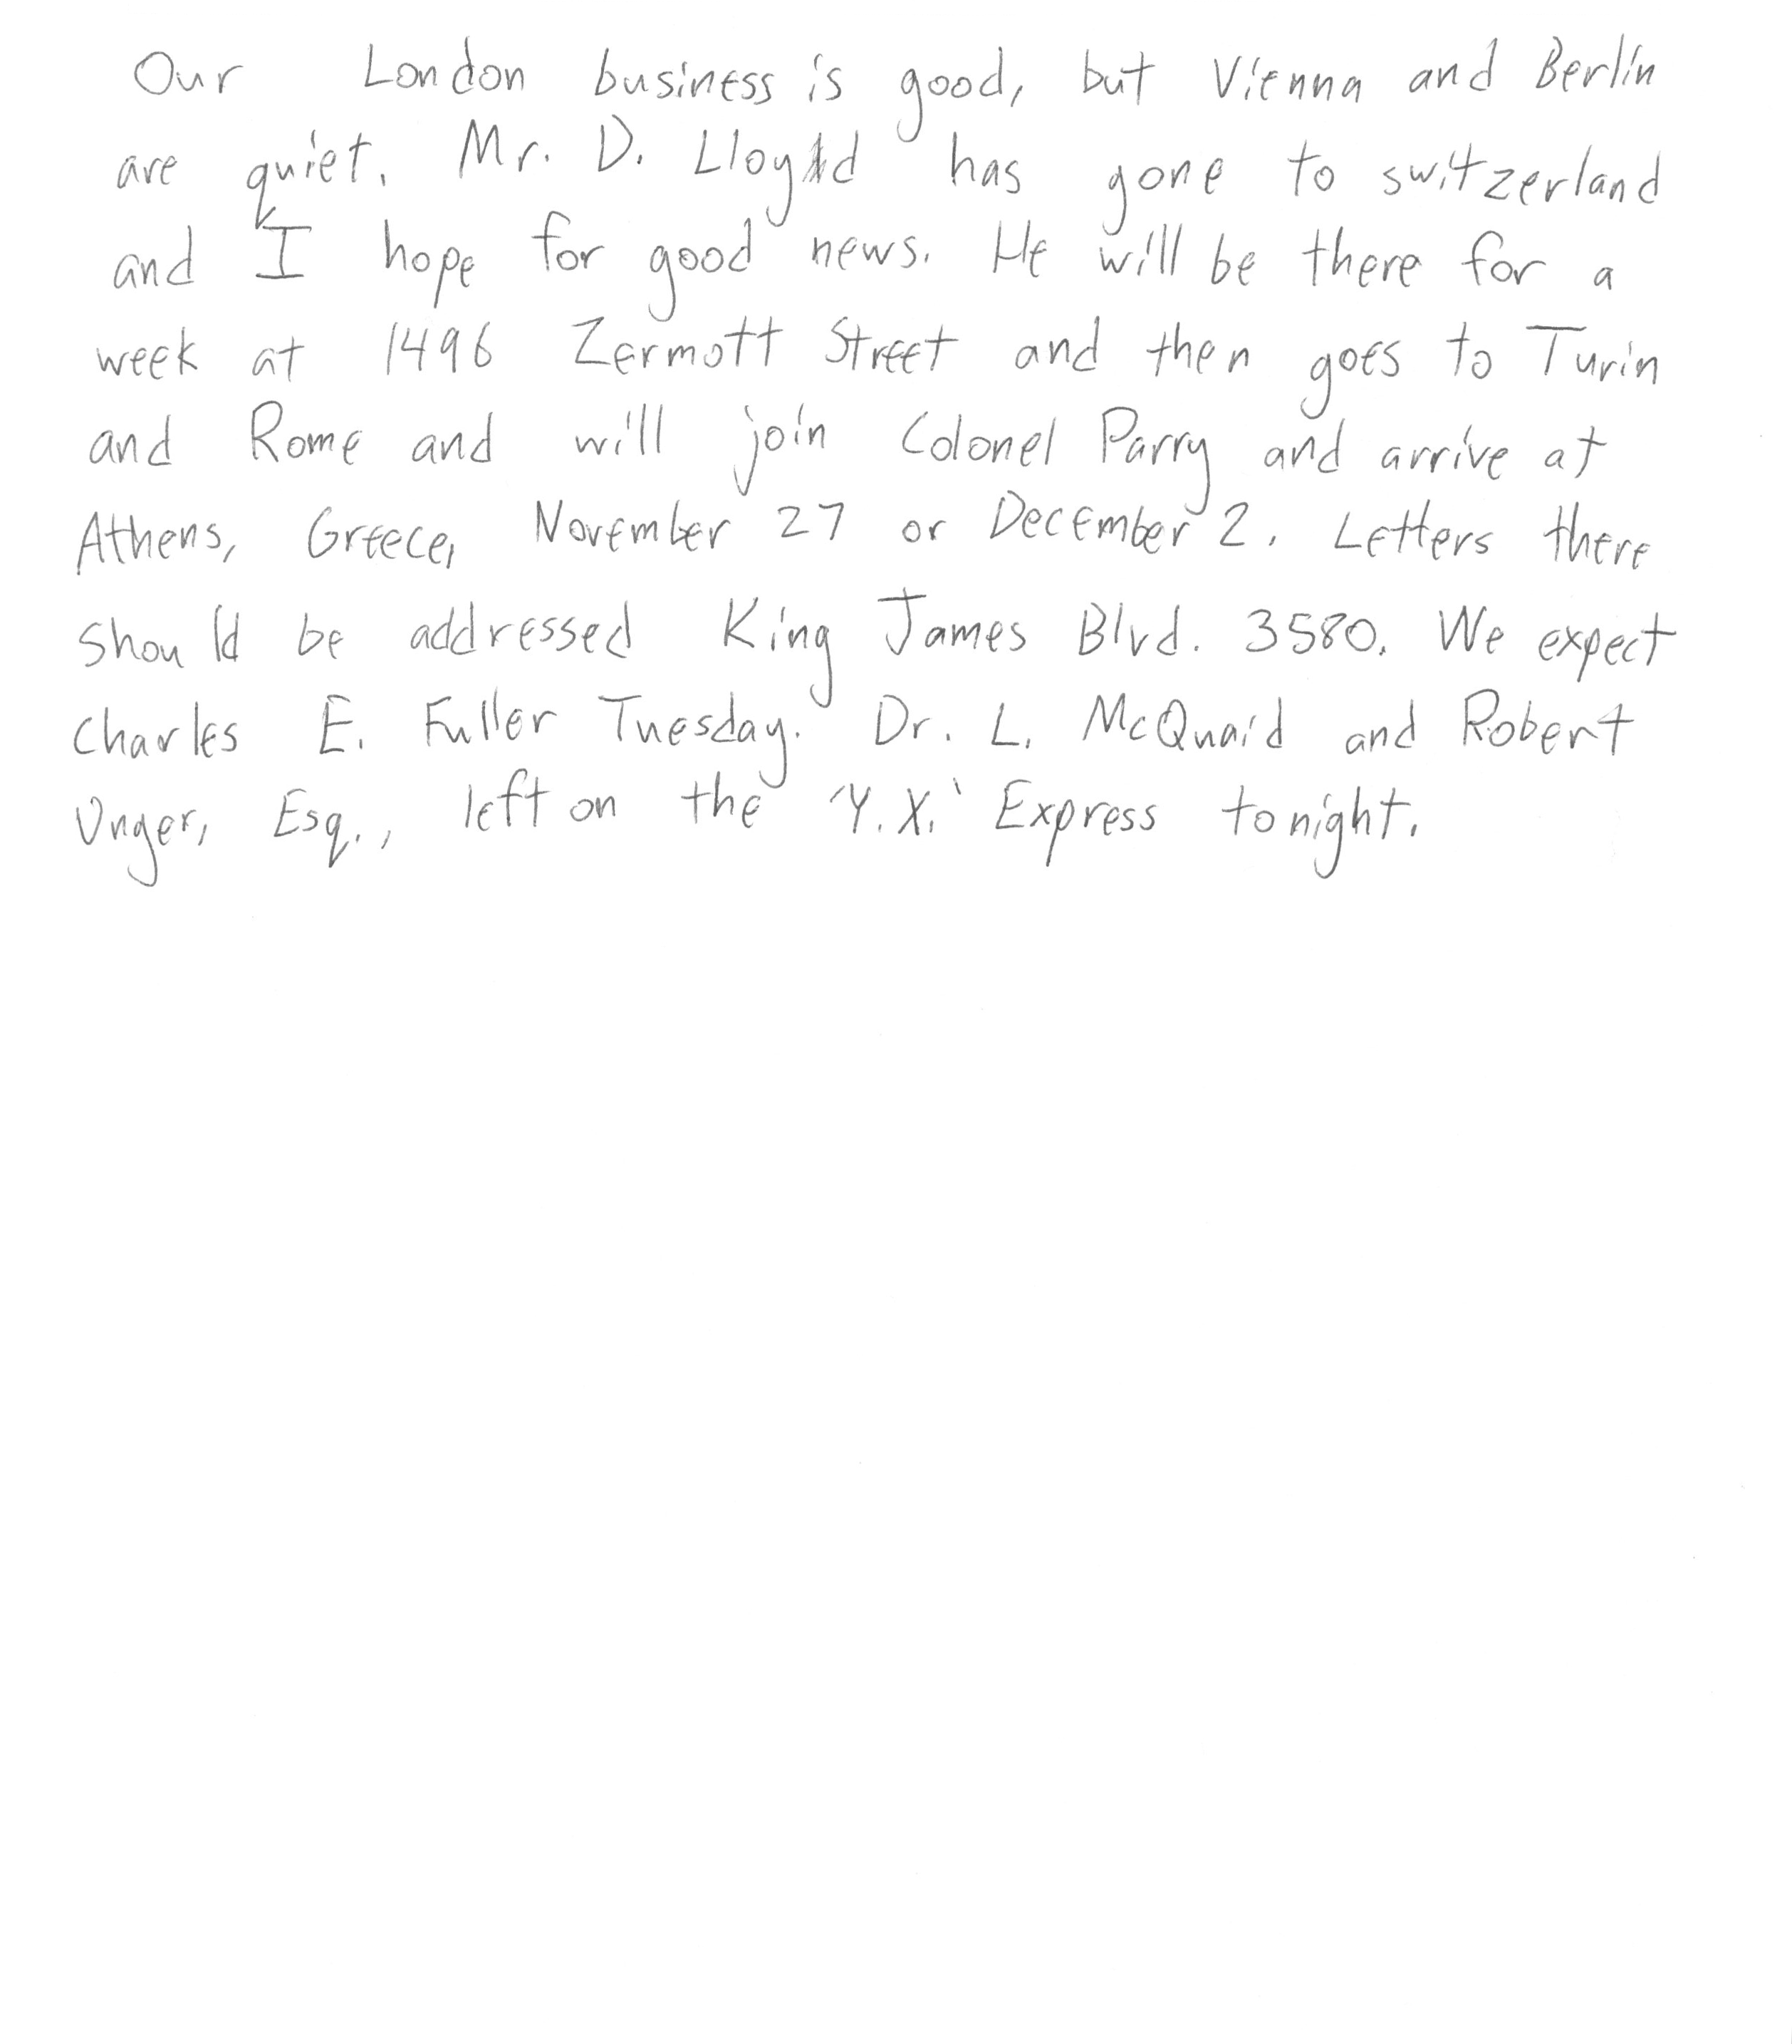 Our London business is good, but Vienna and Berlin
are quiet. Mr. D. Lloyd has gone to switzerland
and I hope for good news. He will be there for a
week at 1496 Zermott Street and then goes to Turin
and Rome and will join Colonel Parry and arrive at
Athens, Greece, November 27 or December 2. Letters there
should be addressed King James Blvd. 3580. We expect
Charles E. Fuller Tuesday. Dr. L. McQuaid and Robert
Unger, Esq., left on the 'Y.X.' Express tonight.